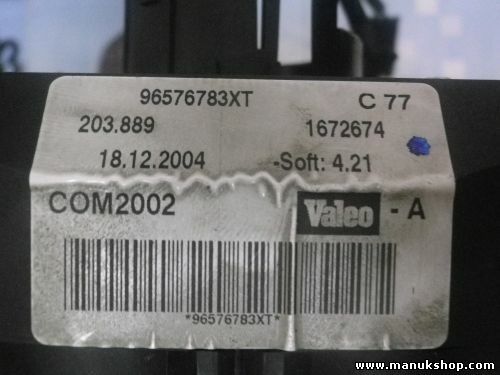 96576783XT C 77
203.889 1672674
18.12.2004 -Soft: 4.21
COM2002 Valeo - A
*96576783XT*
www.manukshop.com